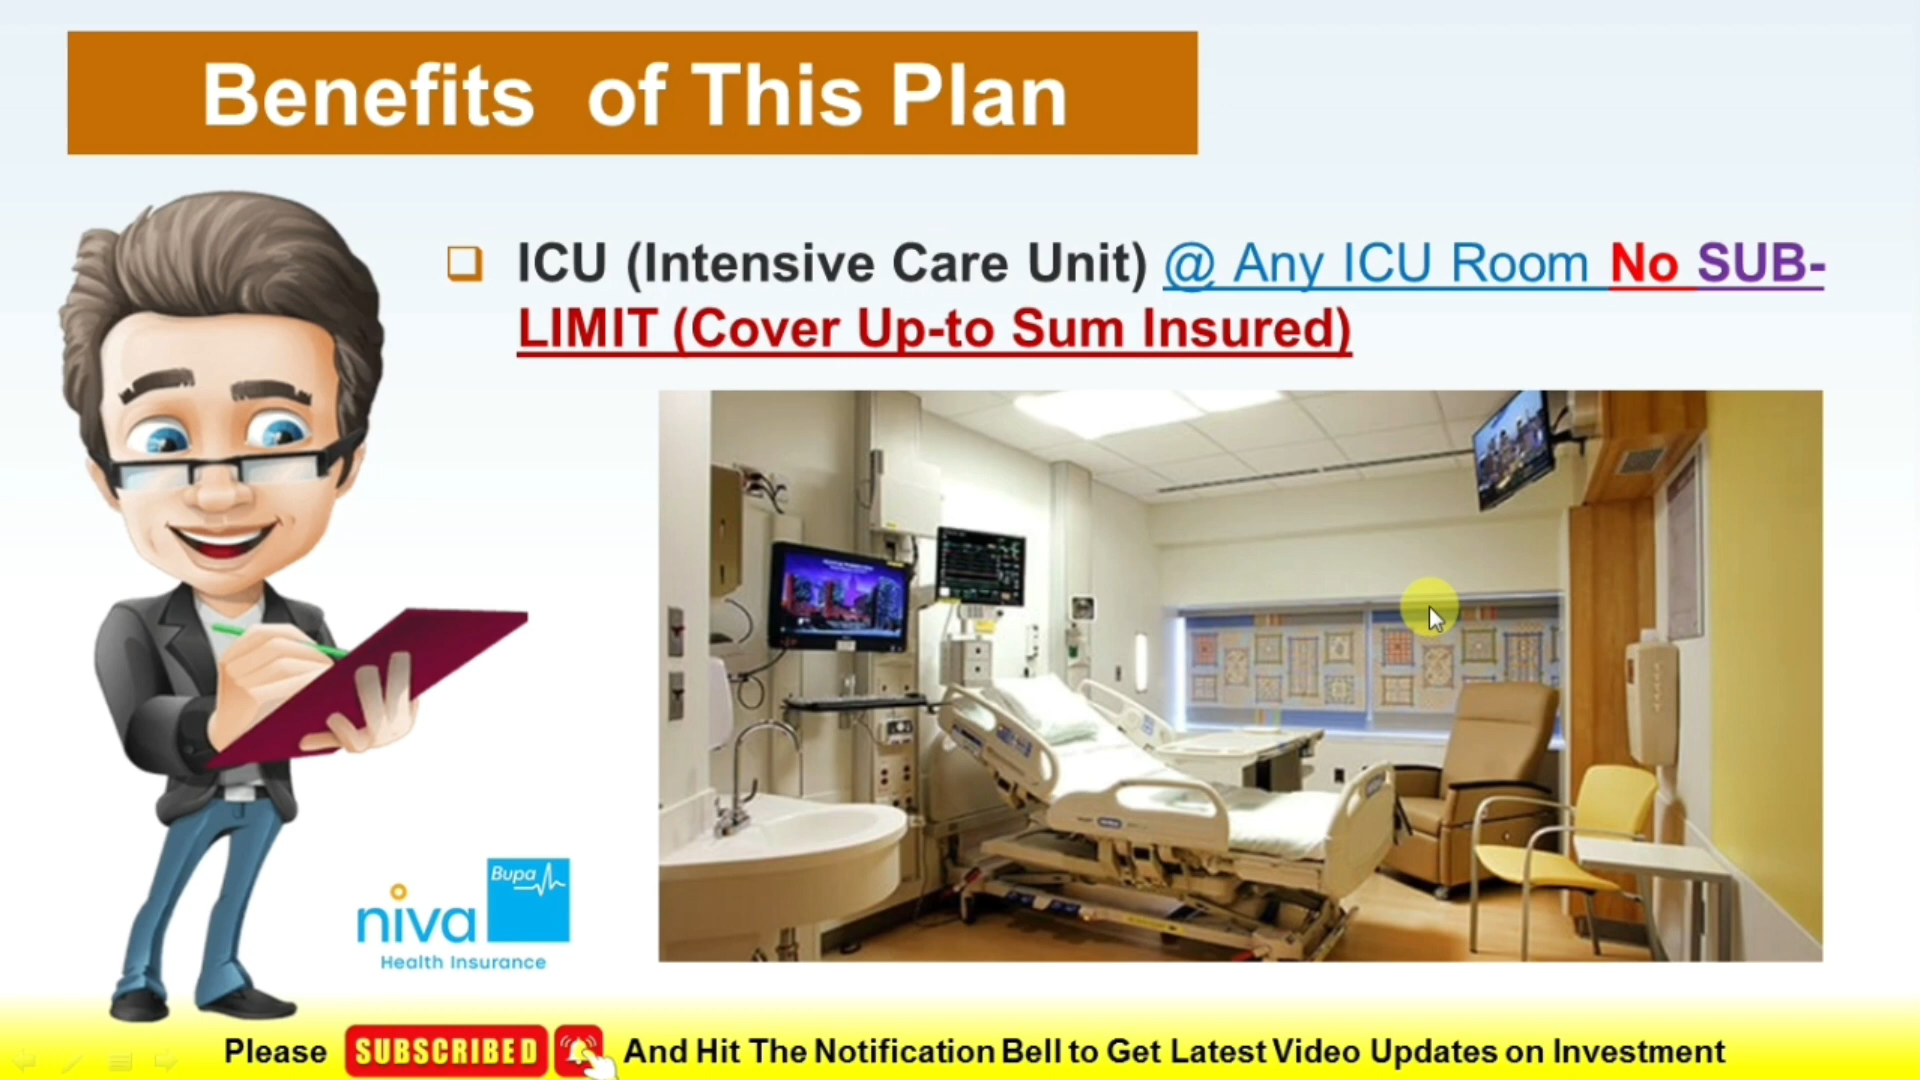 Benefits of This Plan
ICU (Intensive Care Unit) @ Any ICU Room No SUB-
LIMIT (Cover Up-to Sum Insured)
Bupa
niva
Health Insurance
Please SUBSCRIBED And Hit The Notification Bell to Get Latest Video Updates on Investment